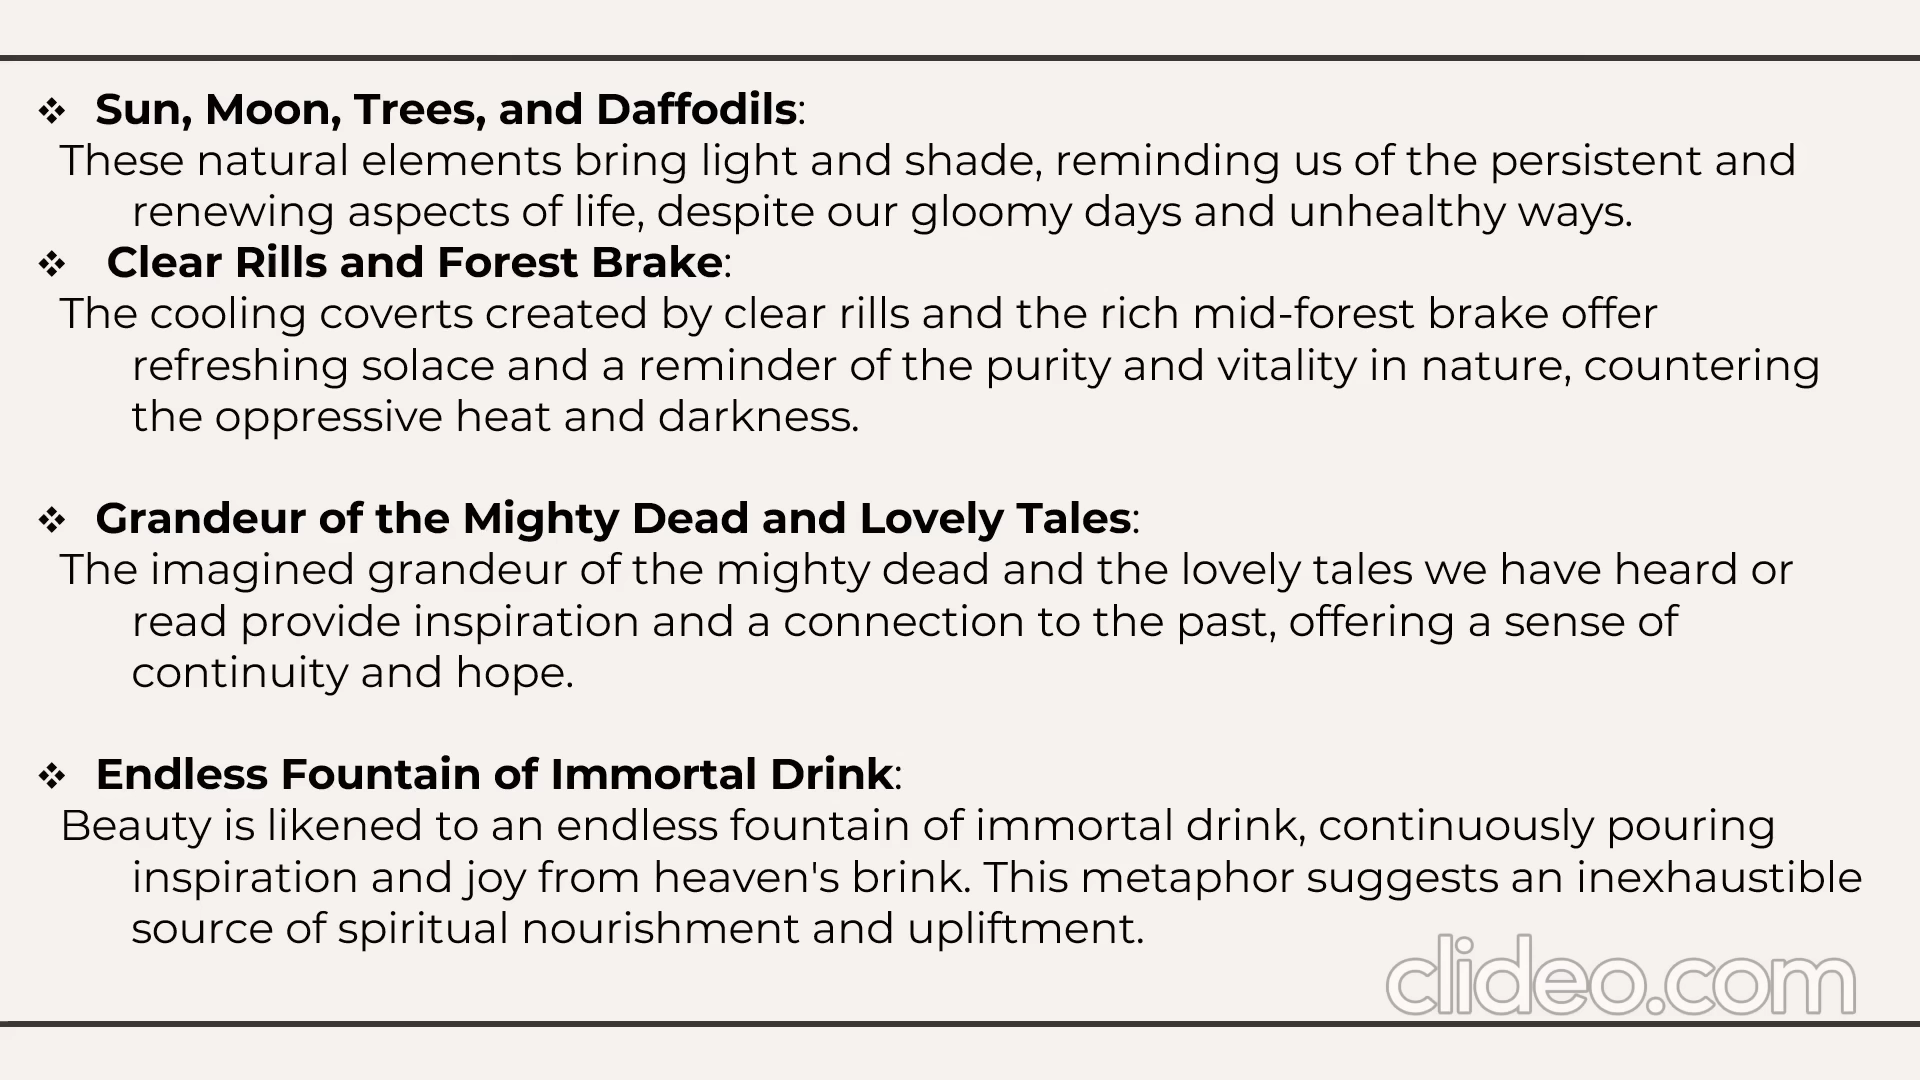 ❖ Sun, Moon, Trees, and Daffodils:
These natural elements bring light and shade, reminding us of the persistent and
renewing aspects of life, despite our gloomy days and unhealthy ways.
❖ Clear Rills and Forest Brake:
The cooling coverts created by clear rills and the rich mid-forest brake offer
refreshing solace and a reminder of the purity and vitality in nature, countering
the oppressive heat and darkness.
❖ Grandeur of the Mighty Dead and Lovely Tales:
The imagined grandeur of the mighty dead and the lovely tales we have heard or
read provide inspiration and a connection to the past, offering a sense of
continuity and hope.
❖ Endless Fountain of Immortal Drink:
Beauty is likened to an endless fountain of immortal drink, continuously pouring
inspiration and joy from heaven's brink. This metaphor suggests an inexhaustible
source of spiritual nourishment and upliftment.
clideo.com